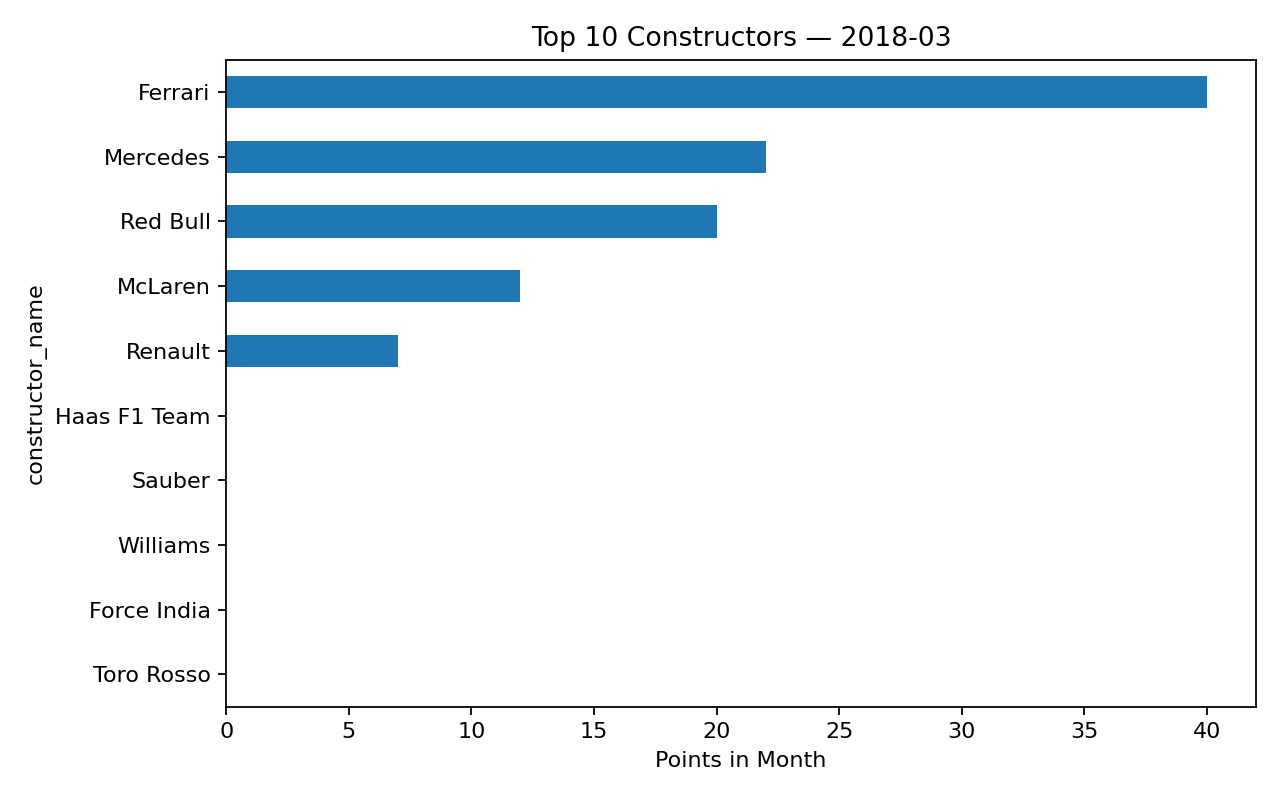 Top 10 Constructors — 2018-03
constructor_name
Ferrari
Mercedes
Red Bull
McLaren
Renault
Haas F1 Team
Sauber
Williams
Force India
Toro Rosso
0 5 10 15 20 25 30 35 40
Points in Month